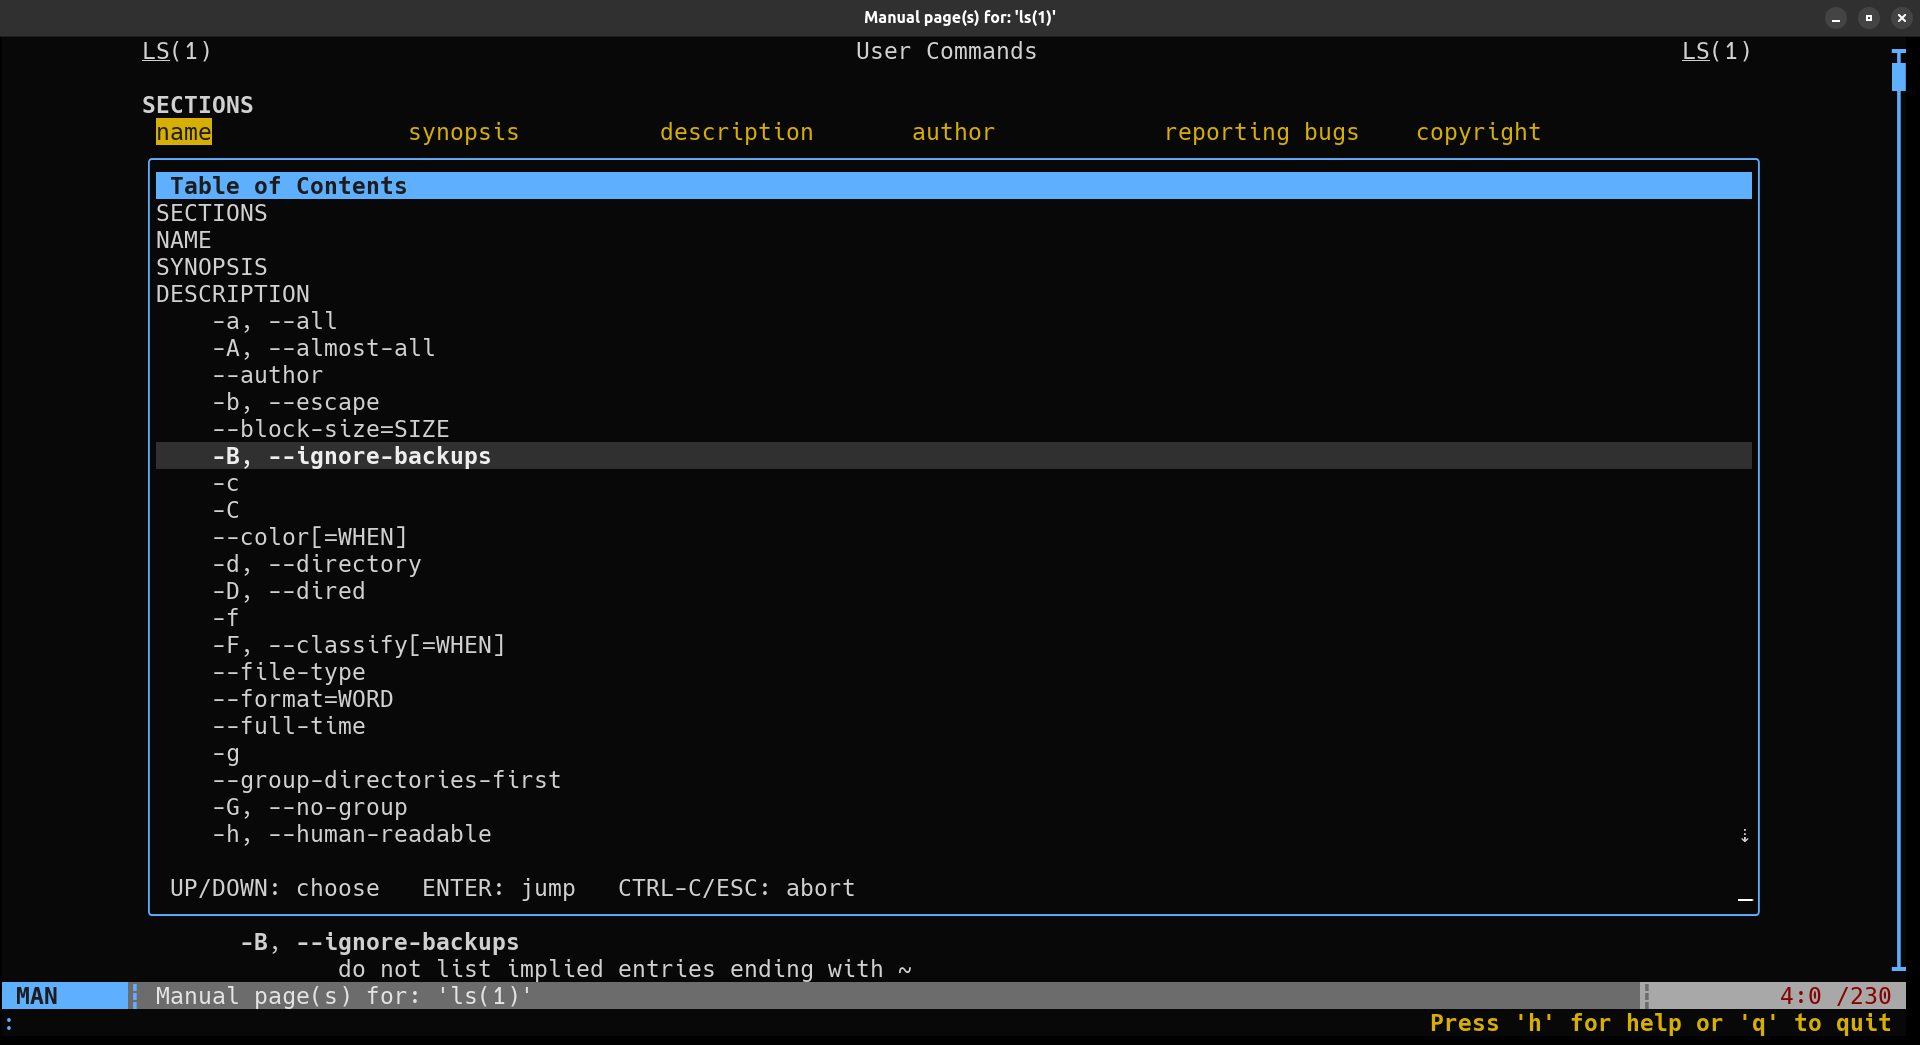 Manual page(s) for: 'ls(1)'
LS(1) User Commands LS(1)
SECTIONS
name synopsis description author reporting bugs copyright
Table of Contents
SECTIONS
NAME
SYNOPSIS
DESCRIPTION
-a, --all
-A, --almost-all
--author
-b, --escape
--block-size=SIZE
-B, --ignore-backups
-c
-C
--color[=WHEN]
-d, --directory
-D, --dired
-f
-F, --classify[=WHEN]
--file-type
--format=WORD
--full-time
-g
--group-directories-first
-G, --no-group
-h, --human-readable
UP/DOWN: choose ENTER: jump CTRL-C/ESC: abort
-B, --ignore-backups
do not list implied entries ending with ~
MAN Manual page(s) for: 'ls(1)' 4:0 /230
: Press 'h' for help or 'q' to quit